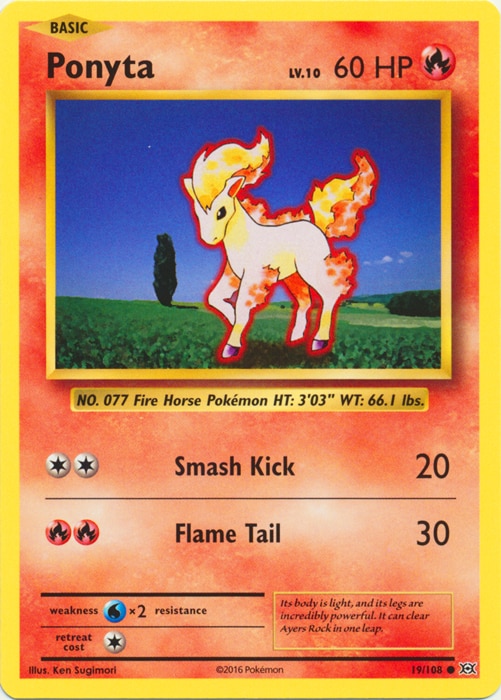 BASIC
Ponyta LV.10 60 HP
NO. 077 Fire Horse Pokémon HT: 3'03" WT: 66.1 lbs.
Smash Kick 20
Flame Tail 30
weakness ×2 resistance
retreat
cost
Its body is light, and its legs are
incredibly powerful. It can clear
Ayers Rock in one leap.
Illus. Ken Sugimori ©2016 Pokémon 19/108